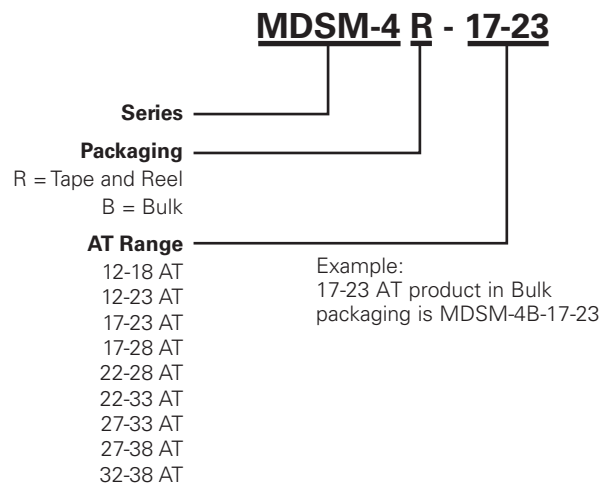 MDSM-4 R - 17-23
Series
Packaging
R = Tape and Reel
B = Bulk
AT Range
12-18 AT
12-23 AT
17-23 AT
17-28 AT
22-28 AT
22-33 AT
27-33 AT
27-38 AT
32-38 AT
Example:
17-23 AT product in Bulk
packaging is MDSM-4B-17-23